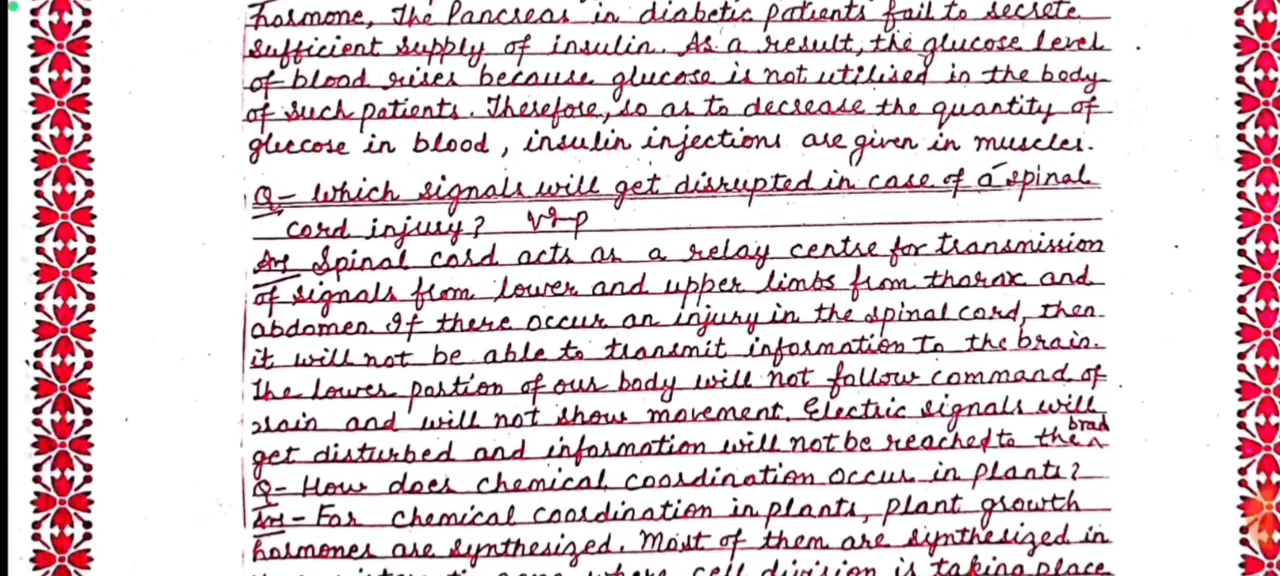 hormone, The Pancreas in diabetic patients fail to secrete
sufficient supply of insulin. As a result, the glucose level
of blood rises because glucose is not utilised in the body
of such patients. Therefore, so as to decrease the quantity of
glucose in blood, insulin injections are given in muscles.
Q- Which signals will get disrupted in case of a spinal
cord injury? VIP
Ans Spinal cord acts as a relay centre for transmission
of signals from lower and upper limbs from thorax and
abdomen. If there occur an injury in the spinal cord, then
it will not be able to transmit information to the brain.
The lower portion of our body will not follow command of
brain and will not show movement. Electric signals will
get disturbed and information will not be reached to the
Q- How does chemical coordination occur in plants?
Ans- For chemical coordination in plants, plant growth
hormones are synthesized. Most of them are synthesized in
where cell division is taking place